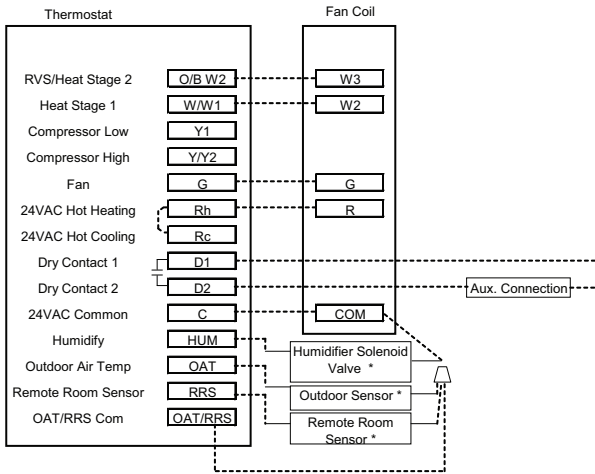 Thermostat
Fan Coil
RVS/Heat Stage 2 O/B W2 W3
Heat Stage 1 W/W1 W2
Compressor Low Y1
Compressor High Y/Y2
Fan G G
24VAC Hot Heating Rh R
24VAC Hot Cooling Rc
Dry Contact 1 D1
Dry Contact 2 D2 Aux. Connection
24VAC Common C COM
Humidify HUM
Humidifier Solenoid
Valve *
Outdoor Air Temp OAT
Outdoor Sensor *
Remote Room Sensor RRS
Remote Room
Sensor *
OAT/RRS Com OAT/RRS